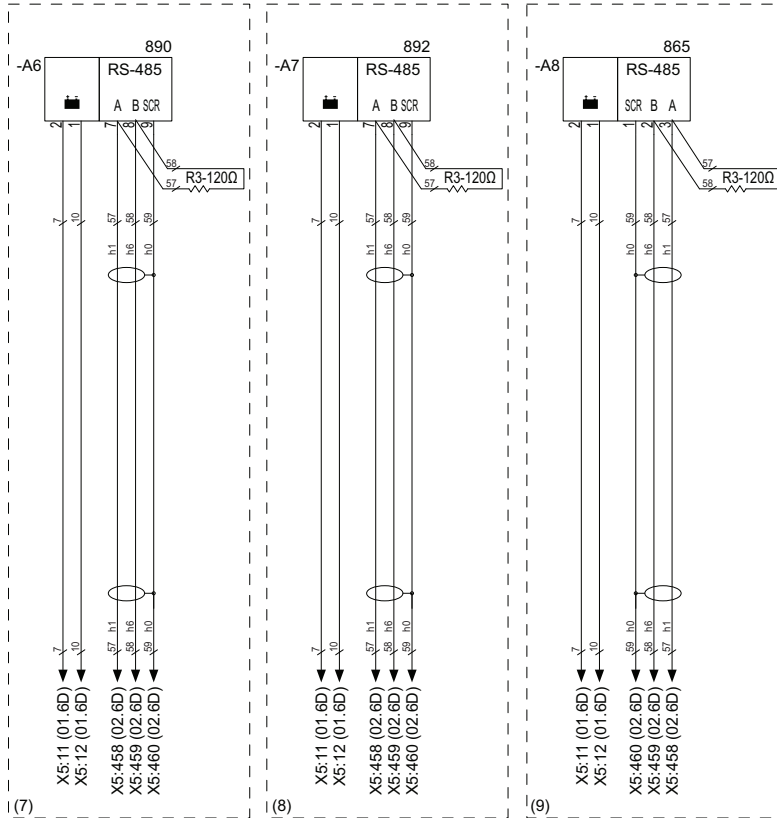 890
-A6
RS-485
A B SCR
2 1 7 8 9
58
57
R3-120Ω
7 10 57 58 59
h1 h6 h0
h1 h6 h0
7 10 57 58 59
X5:11 (01.6D)
X5:12 (01.6D)
X5:458 (02.6D)
X5:459 (02.6D)
X5:460 (02.6D)
(7)
892
-A7
RS-485
A B SCR
2 1 7 8 9
58
57
R3-120Ω
7 10 57 58 59
h1 h6 h0
h1 h6 h0
7 10 57 58 59
X5:11 (01.6D)
X5:12 (01.6D)
X5:458 (02.6D)
X5:459 (02.6D)
X5:460 (02.6D)
(8)
865
-A8
RS-485
SCR B A
2 1 1 2 3
57
58
R3-120Ω
7 10 59 58 57
h0 h6 h1
h0 h6 h1
7 10 59 58 57
X5:11 (01.6D)
X5:12 (01.6D)
X5:460 (02.6D)
X5:459 (02.6D)
X5:458 (02.6D)
(9)